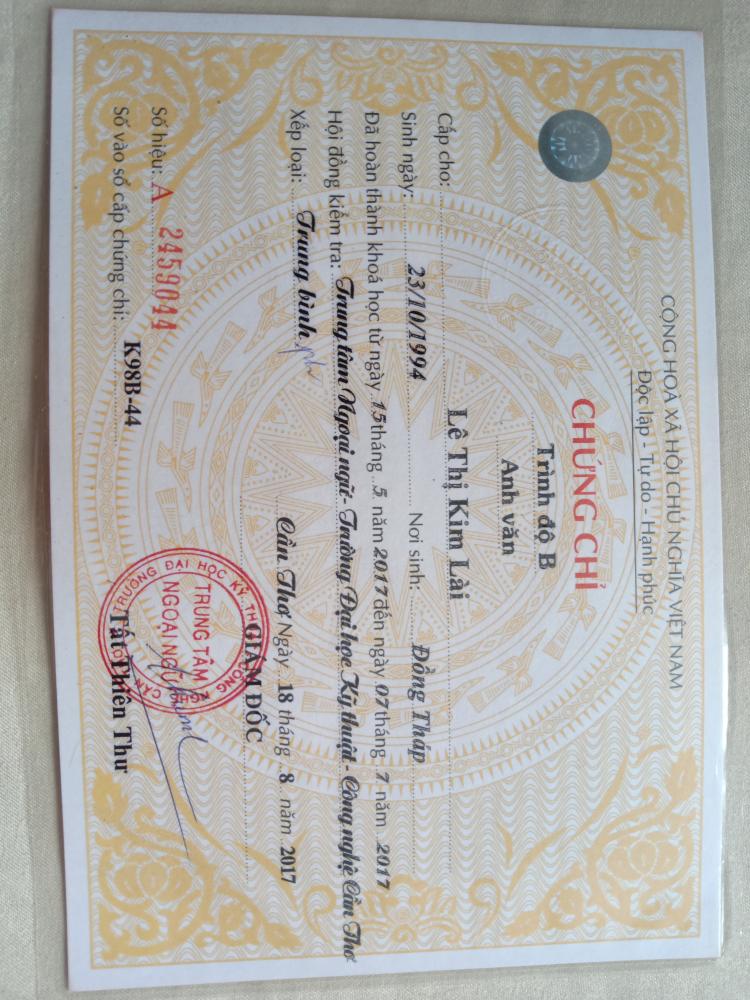 CỘNG HOÀ XÃ HỘI CHỦ NGHĨA VIỆT NAM
Độc lập - Tự do - Hạnh phúc
CHỨNG CHỈ
Trình độ B
Anh văn
Cấp cho: Lê Thị Kim Lài
Sinh ngày: 23/10/1994 Nơi sinh: Đồng Tháp
Đã hoàn thành khoá học từ ngày 15 tháng 5 năm 2017 đến ngày 07 tháng 7 năm 2017
Hội đồng kiểm tra: Trung tâm Ngoại ngữ - Trường Đại học Kỹ thuật - Công nghệ Cần Thơ
Xếp loại: Trung bình
Cần Thơ Ngày 18 tháng 8 năm 2017
GIÁM ĐỐC
TRƯỜNG ĐẠI HỌC KỸ
TRUNG TÂM
NGOẠI NGỮ
Số hiệu: A 2459044
Số vào sổ cấp chứng chỉ: K98B-44
Tất Thiên Thư